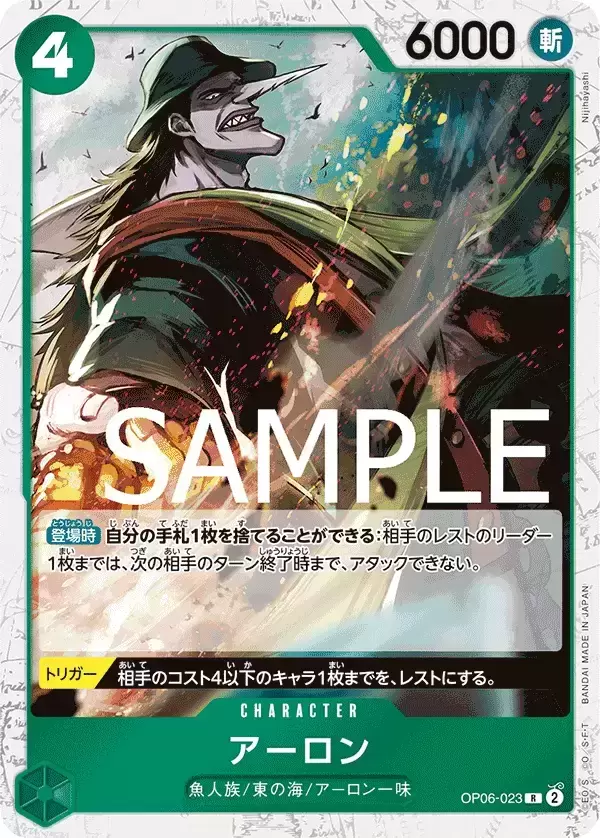 4
6000
斬
Nijihayashi
SAMPLE
登場時 自分の手札1枚を捨てることができる:相手のレストのリーダー
1枚までは、次の相手のターン終了時まで、アタックできない。
トリガー 相手のコスト4以下のキャラ1枚までを、レストにする。
CHARACTER
アーロン
魚人族/東の海/アーロン一味
OP06-023 R 2
BANDAI MADE IN JAPAN
©E.O./S. ©O./S・F・T